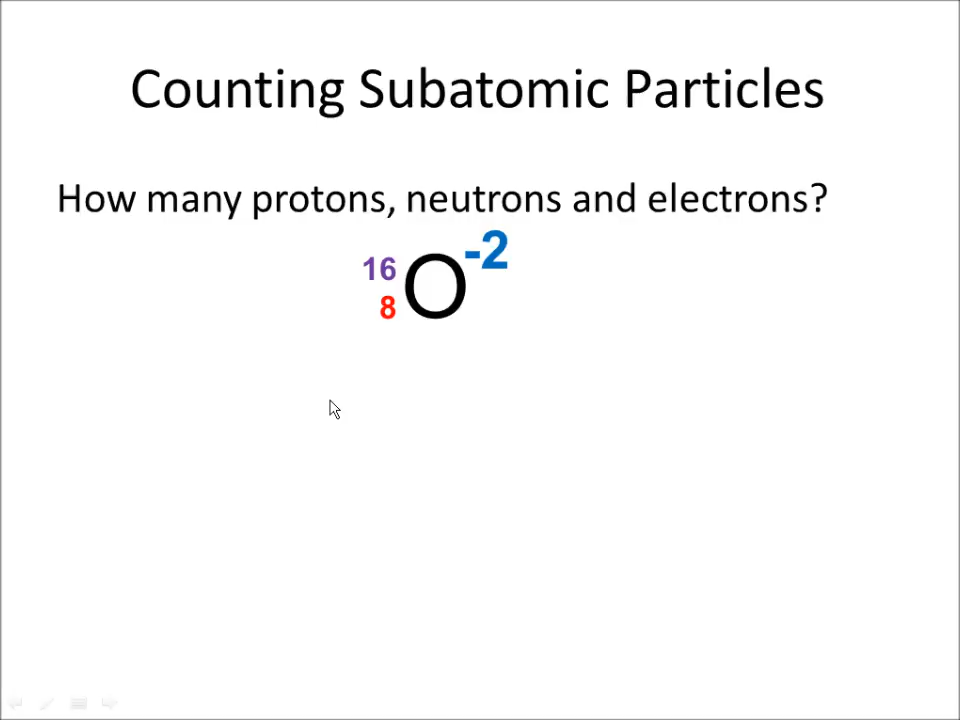 Counting Subatomic Particles
How many protons, neutrons and electrons?
16
8
O
-2